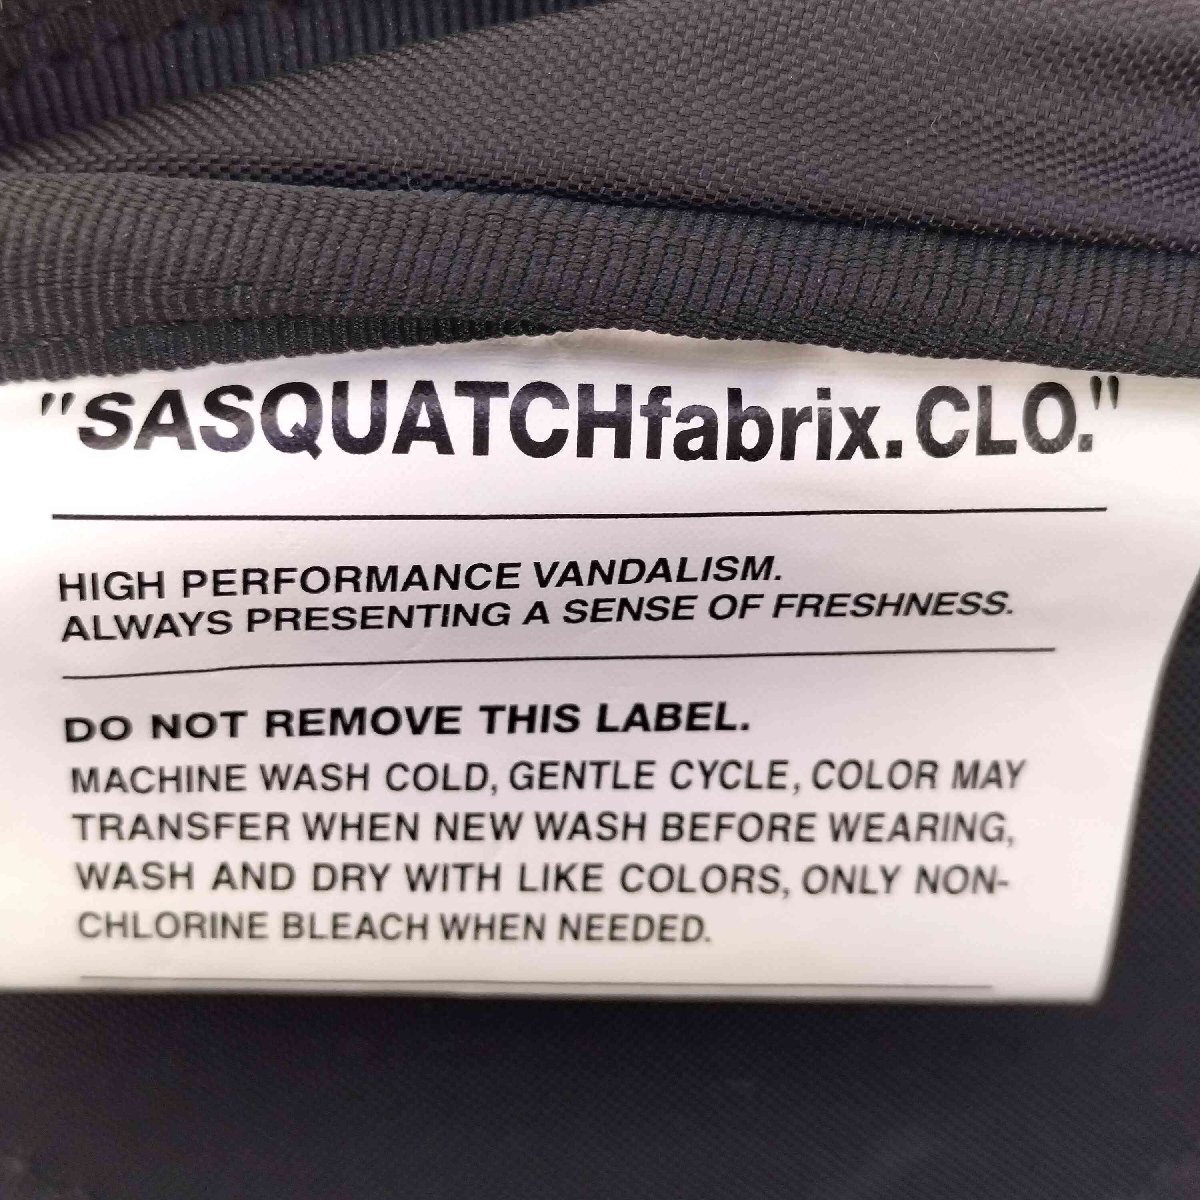 "SASQUATCHfabrix.CLO."
HIGH PERFORMANCE VANDALISM.
ALWAYS PRESENTING A SENSE OF FRESHNESS.
DO NOT REMOVE THIS LABEL.
MACHINE WASH COLD, GENTLE CYCLE, COLOR MAY
TRANSFER WHEN NEW WASH BEFORE WEARING,
WASH AND DRY WITH LIKE COLORS, ONLY NON-
CHLORINE BLEACH WHEN NEEDED.